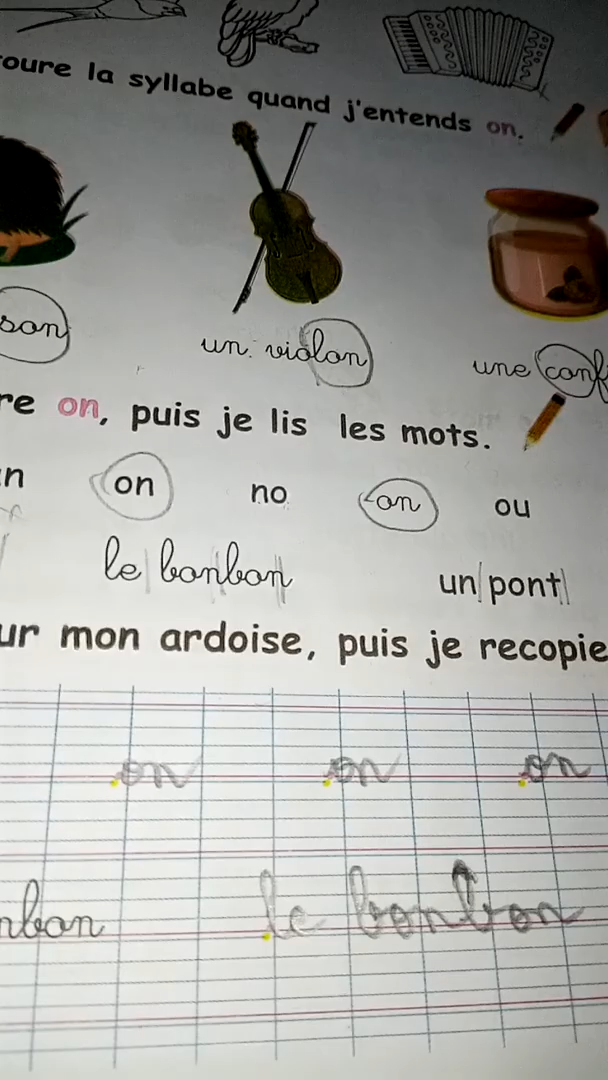 oure la syllabe quand j'entends on.
son un violon une conf
re on, puis je lis les mots.
n on no on ou
le bonbon un pont
ur mon ardoise, puis je recopie
on on on
nbon le bonbon